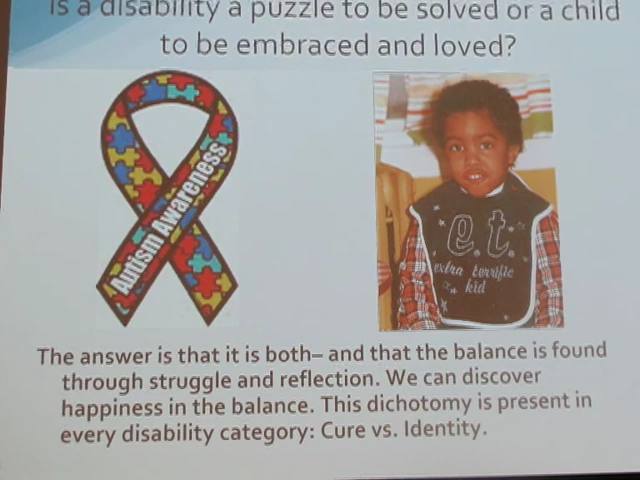 is a disability a puzzle to be solved or a child
to be embraced and loved?
Autism Awareness
e.t.
extra terrific
kid
The answer is that it is both– and that the balance is found
through struggle and reflection. We can discover
happiness in the balance. This dichotomy is present in
every disability category: Cure vs. Identity.